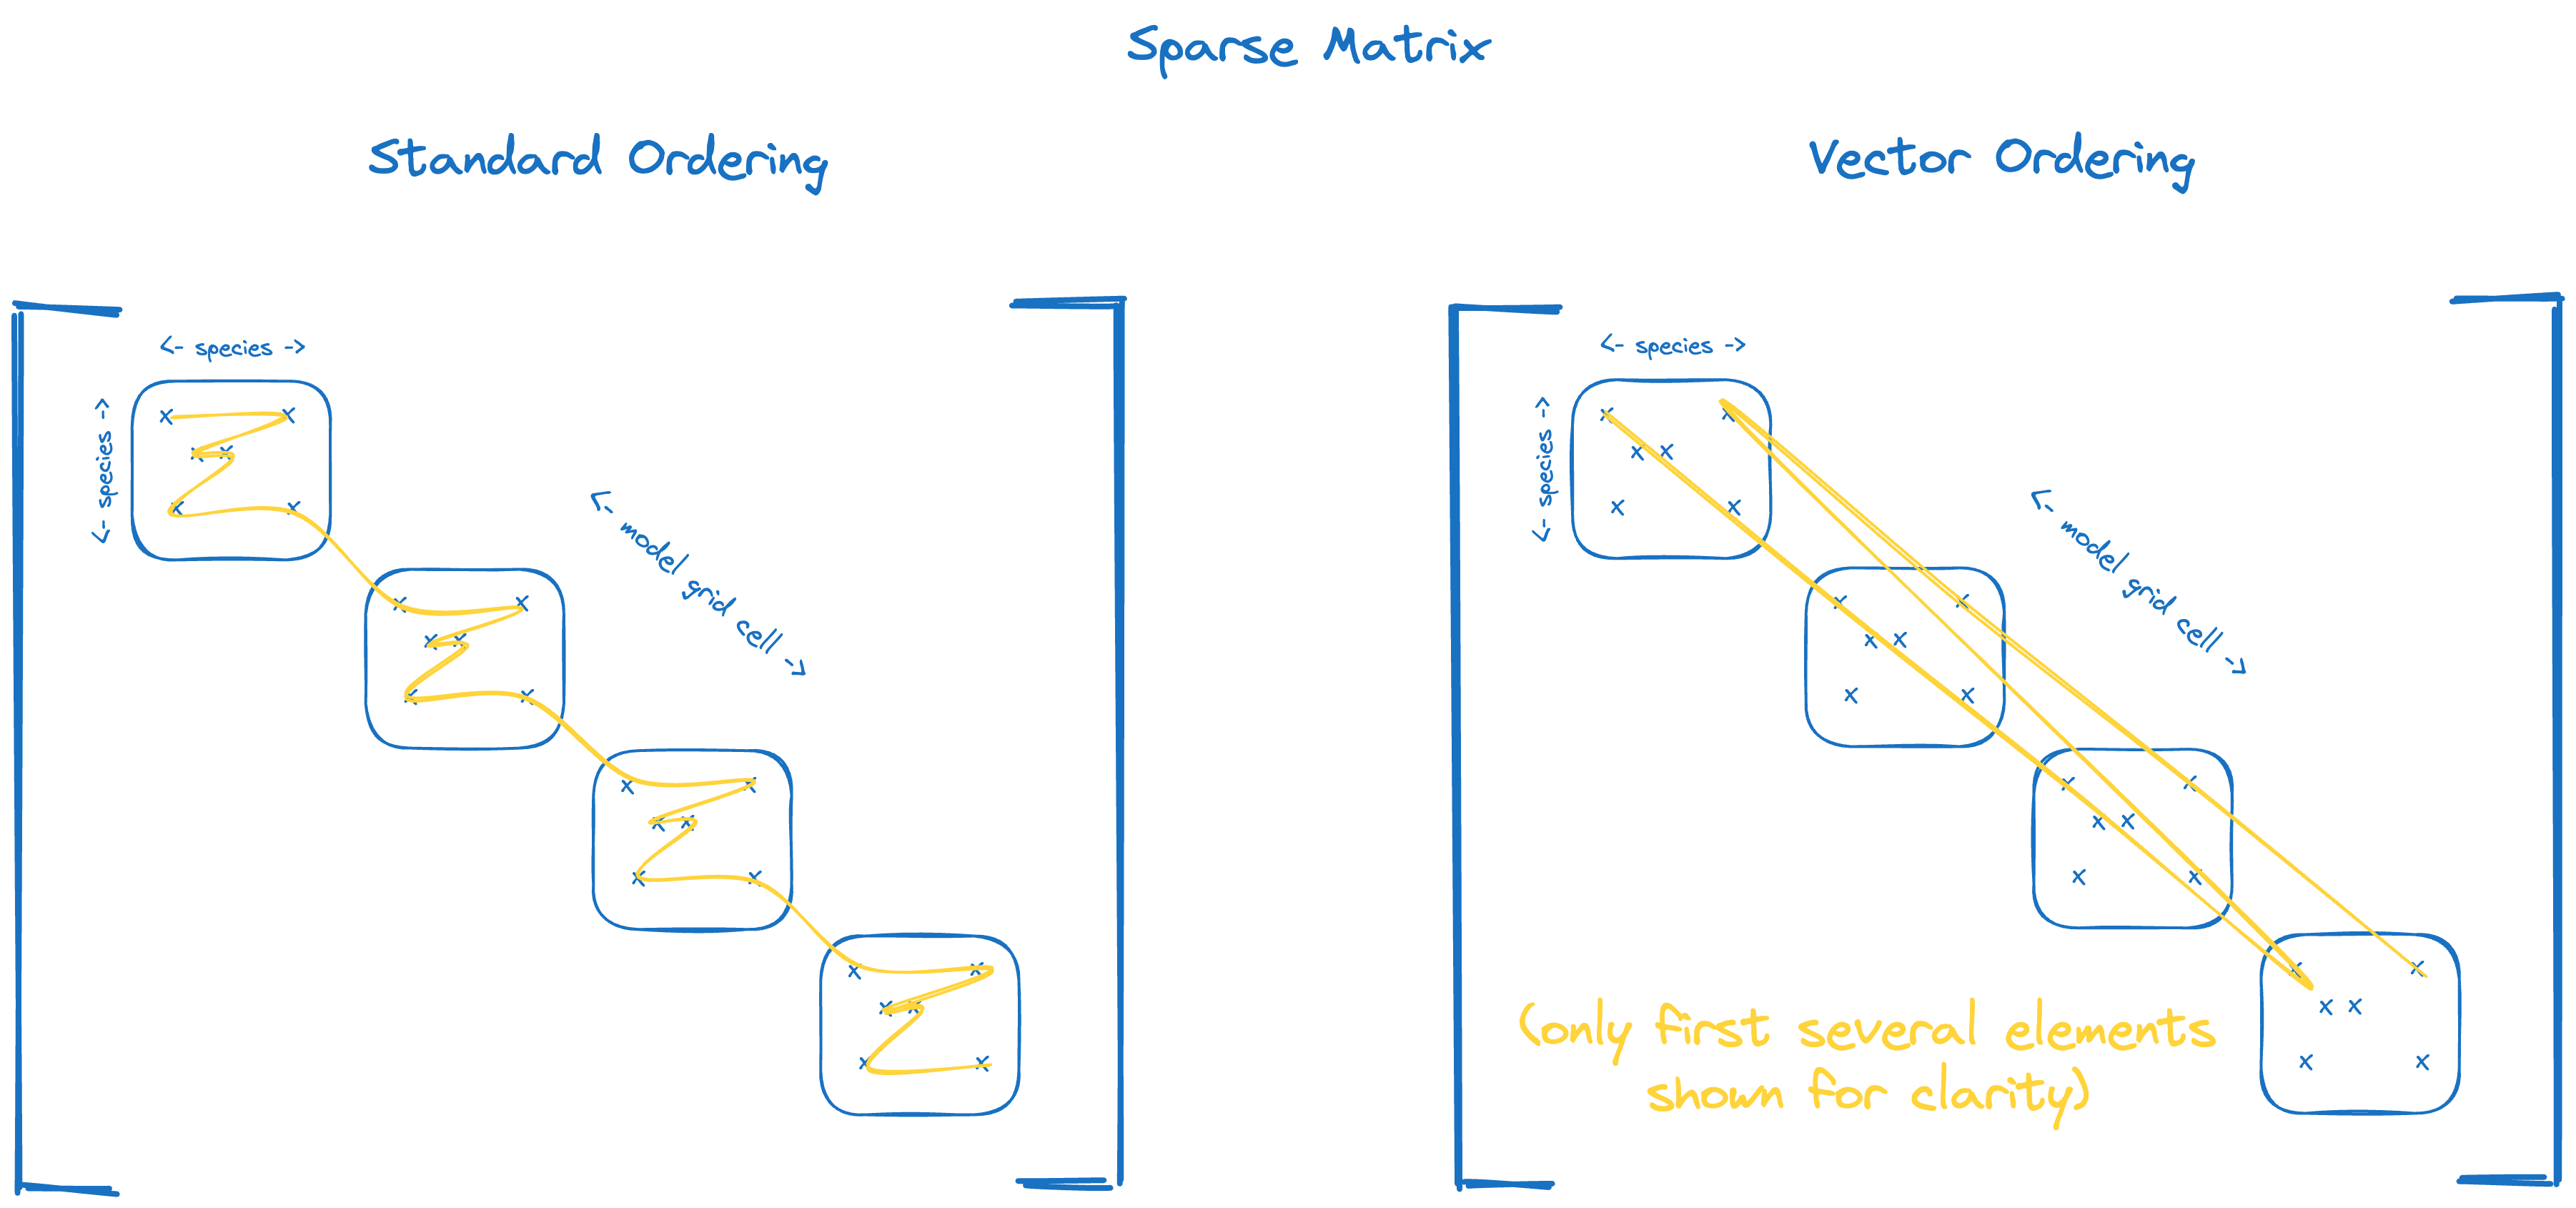 Sparse Matrix
Standard Ordering
<- species ->
<- species ->
<- model grid cell ->
Vector Ordering
<- species ->
<- species ->
<- model grid cell ->
(only first several elements
shown for clarity)